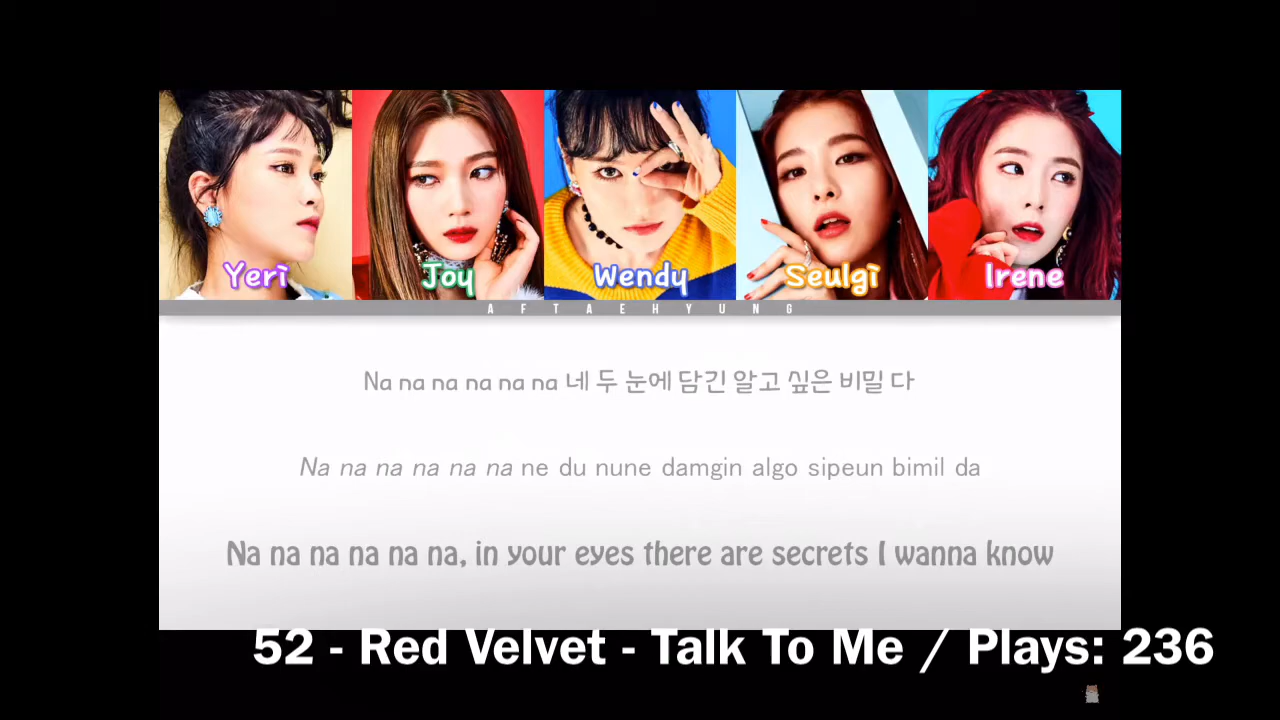 Yeri Joy Wendy Seulgi Irene
AFTAEHYUNG
Na na na na na na 네 두 눈에 담긴 알고 싶은 비밀 다
Na na na na na na ne du nune damgin algo sipeun bimil da
Na na na na na na, in your eyes there are secrets I wanna know
52 - Red Velvet - Talk To Me / Plays: 236